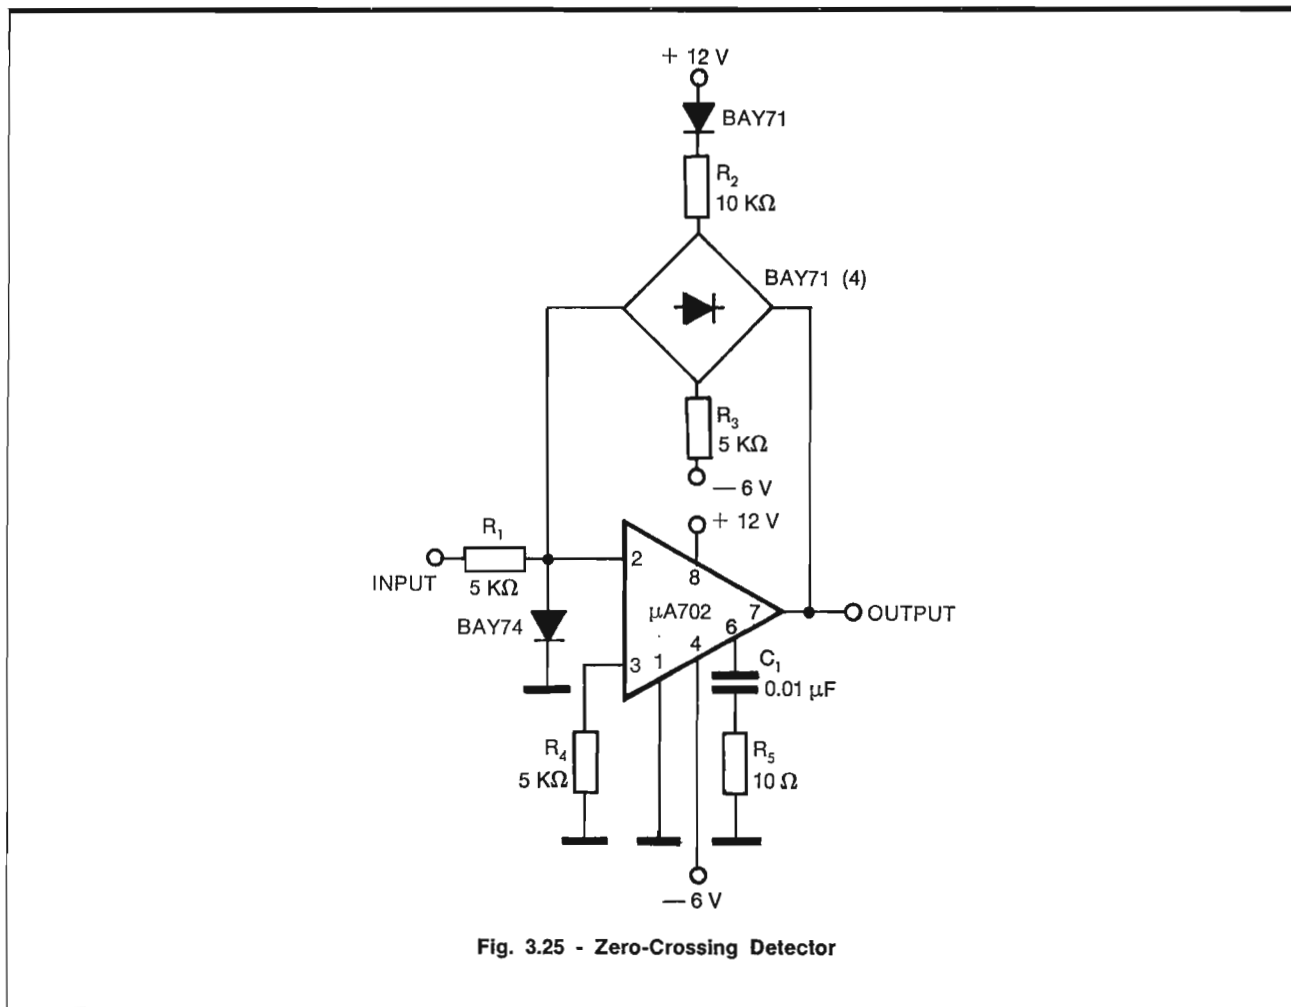 + 12 V
BAY71
R2
10 KΩ
BAY71 (4)
R3
5 KΩ
— 6 V
+ 12 V
R1
INPUT
5 KΩ
2
8
μA702
7
OUTPUT
BAY74
6
4
3
1
C1
0.01 μF
R4
5 KΩ
R5
10 Ω
— 6 V
Fig. 3.25 - Zero-Crossing Detector